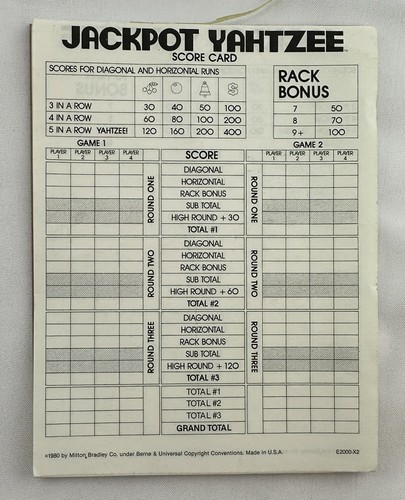 JACKPOT YAHTZEE™
SCORE CARD
SCORES FOR DIAGONAL AND HORIZONTAL RUNS
3 IN A ROW 30 40 50 100
4 IN A ROW 60 80 100 200
5 IN A ROW YAHTZEE! 120 160 200 400
RACK
BONUS
7 50
8 70
9+ 100
GAME 1
PLAYER 1 PLAYER 2 PLAYER 3 PLAYER 4
SCORE
GAME 2
PLAYER 1 PLAYER 2 PLAYER 3 PLAYER 4
ROUND ONE
DIAGONAL
HORIZONTAL
RACK BONUS
SUB TOTAL
HIGH ROUND + 30
TOTAL #1
ROUND ONE
ROUND TWO
DIAGONAL
HORIZONTAL
RACK BONUS
SUB TOTAL
HIGH ROUND + 60
TOTAL #2
ROUND TWO
ROUND THREE
DIAGONAL
HORIZONTAL
RACK BONUS
SUB TOTAL
HIGH ROUND + 120
TOTAL #3
ROUND THREE
TOTAL #1
TOTAL #2
TOTAL #3
GRAND TOTAL
©1980 by Milton Bradley Co. under Berne & Universal Copyright Conventions. Made in U.S.A.
E2000-X2